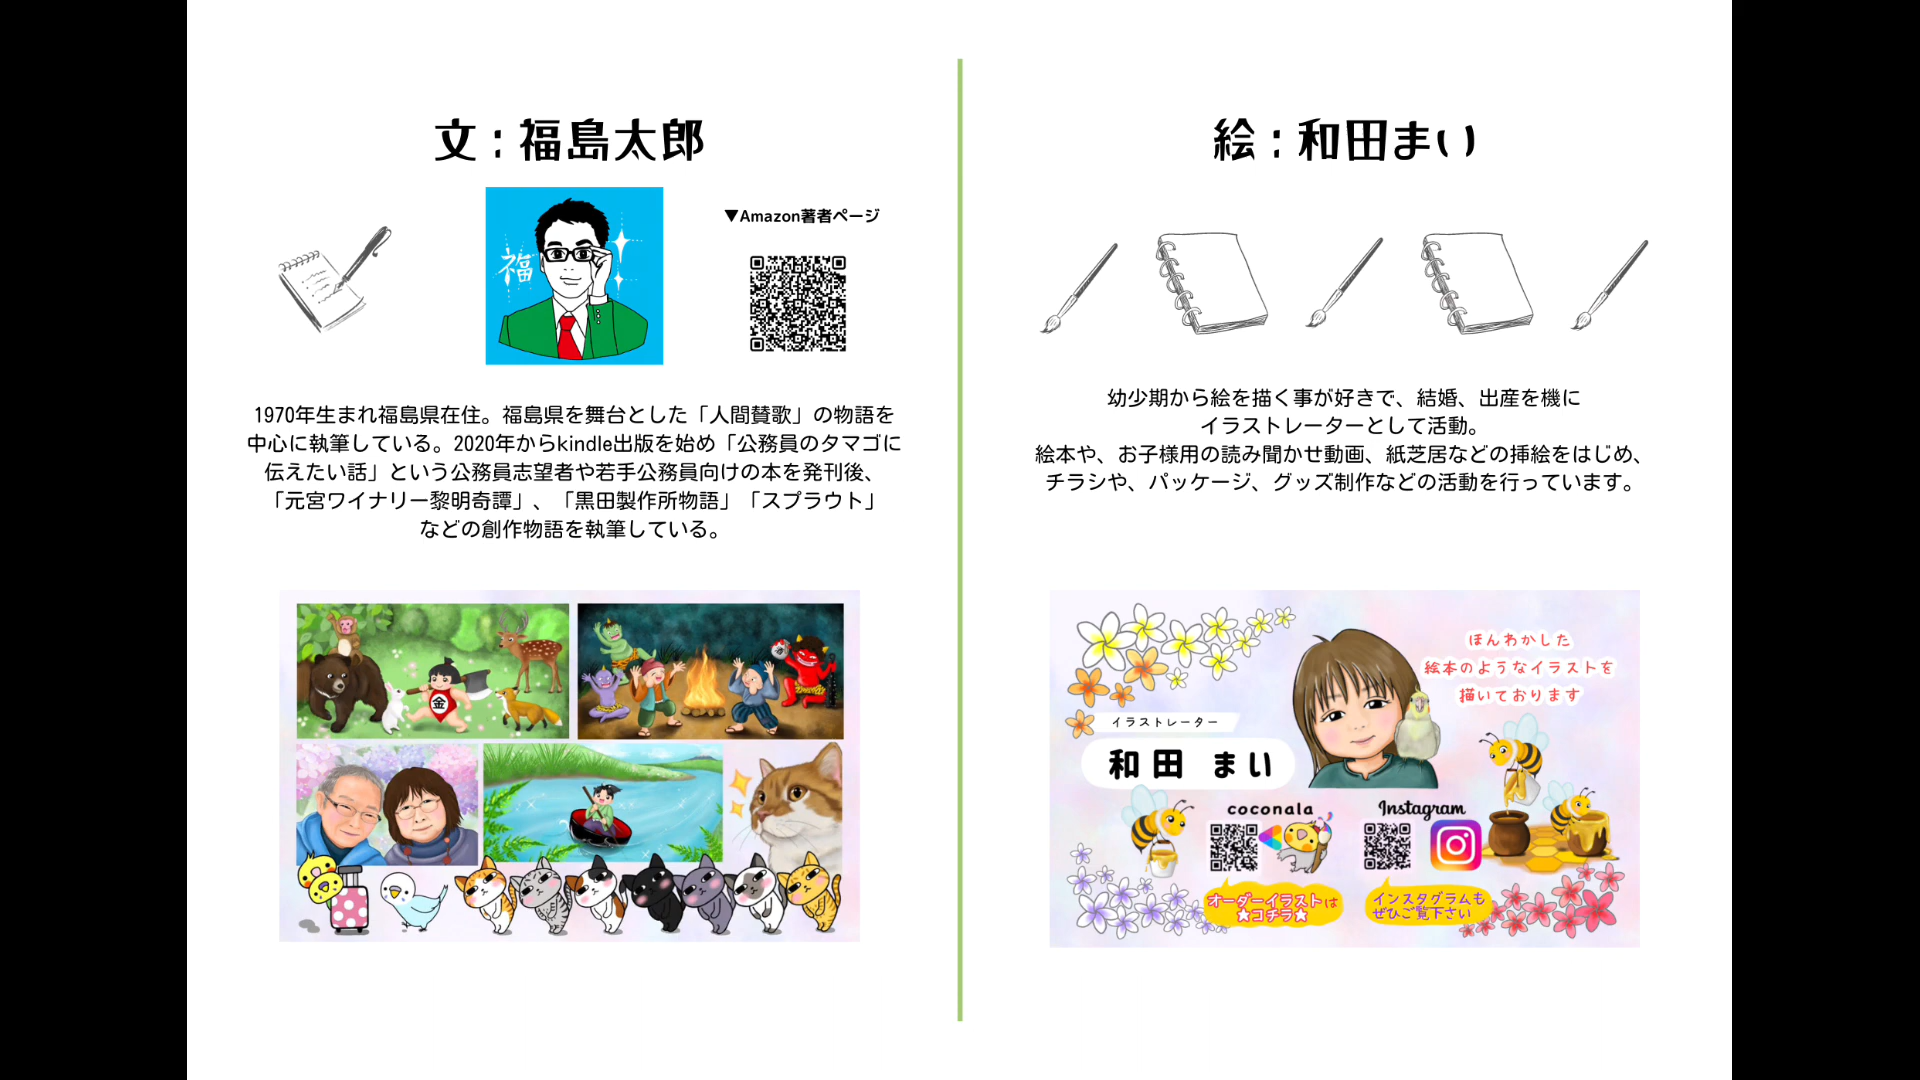 文：福島太郎
福
▼Amazon著者ページ
1970年生まれ福島県在住。福島県を舞台とした「人間賛歌」の物語を
中心に執筆している。2020年からkindle出版を始め「公務員のタマゴに
伝えたい話」という公務員志望者や若手公務員向けの本を発刊後、
「元宮ワイナリー黎明奇譚」、「黒田製作所物語」「スプラウト」
などの創作物語を執筆している。
金
絵：和田まい
幼少期から絵を描く事が好きで、結婚、出産を機に
イラストレーターとして活動。
絵本や、お子様用の読み聞かせ動画、紙芝居などの挿絵をはじめ、
チラシや、パッケージ、グッズ制作などの活動を行っています。
ほんわかした
絵本のようなイラストを
描いております
イラストレーター
和田 まい
coconala
Instagram
オーダーイラストは
★コチラ★
インスタグラムも
ぜひご覧下さい